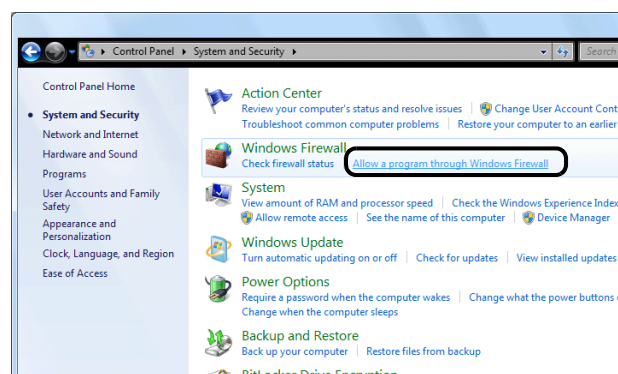 Control Panel ▸ System and Security ▸ Search
Control Panel Home
System and Security
Network and Internet
Hardware and Sound
Programs
User Accounts and Family
Safety
Appearance and
Personalization
Clock, Language, and Region
Ease of Access
Action Center
Review your computer's status and resolve issues Change User Account Cont
Troubleshoot common computer problems Restore your computer to an earlier
Windows Firewall
Check firewall status Allow a program through Windows Firewall
System
View amount of RAM and processor speed Check the Windows Experience Index
Allow remote access See the name of this computer Device Manager
Windows Update
Turn automatic updating on or off Check for updates View installed updates
Power Options
Require a password when the computer wakes Change what the power buttons
Change when the computer sleeps
Backup and Restore
Back up your computer Restore files from backup
BitLocker Drive Encryption